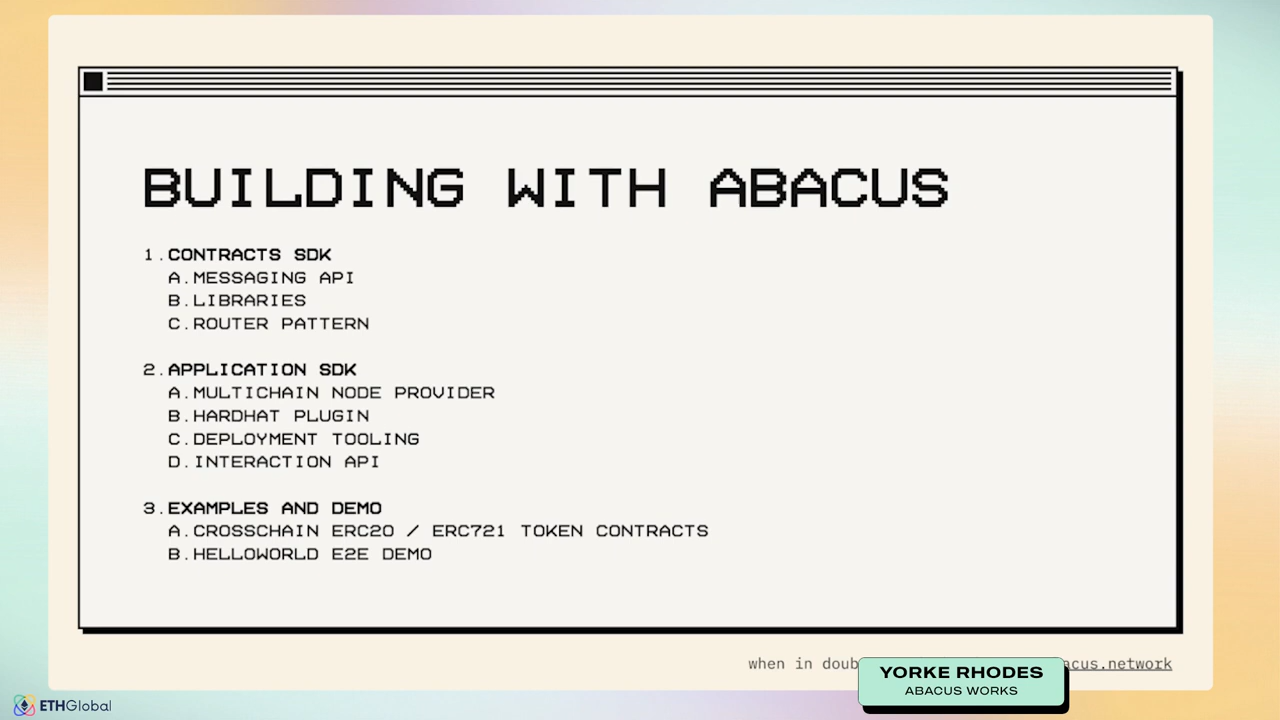 BUILDING WITH ABACUS
1.CONTRACTS SDK
A.MESSAGING API
B.LIBRARIES
C.ROUTER PATTERN
2.APPLICATION SDK
A.MULTICHAIN NODE PROVIDER
B.HARDHAT PLUGIN
C.DEPLOYMENT TOOLING
D.INTERACTION API
3.EXAMPLES AND DEMO
A.CROSSCHAIN ERC20 / ERC721 TOKEN CONTRACTS
B.HELLOWORLD E2E DEMO
when in
YORKE RHODES
ABACUS WORKS
ETHGlobal